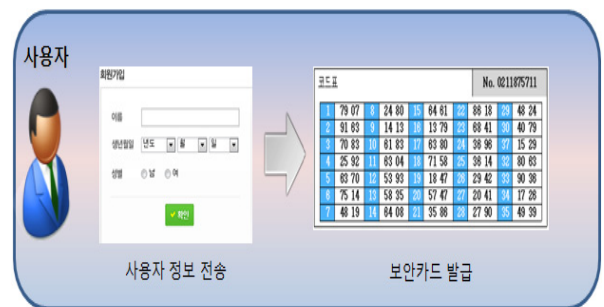 사용자
회원가입
이름
생년월일 년도 월 일
성별 남 여
확인
사용자 정보 전송
코드표 No. 0211875711
1 79 07 8 24 80 15 64 61 22 86 18 29 48 24
2 91 63 9 14 13 16 13 79 23 68 41 30 40 79
3 70 83 10 61 83 17 63 80 24 36 96 31 15 29
4 25 92 11 63 04 18 71 58 25 38 14 32 80 63
5 63 70 12 53 93 19 18 47 26 29 42 33 90 36
6 75 14 13 58 35 20 57 47 27 20 41 34 17 28
7 48 19 14 64 08 21 35 86 28 27 90 35 49 39
보안카드 발급